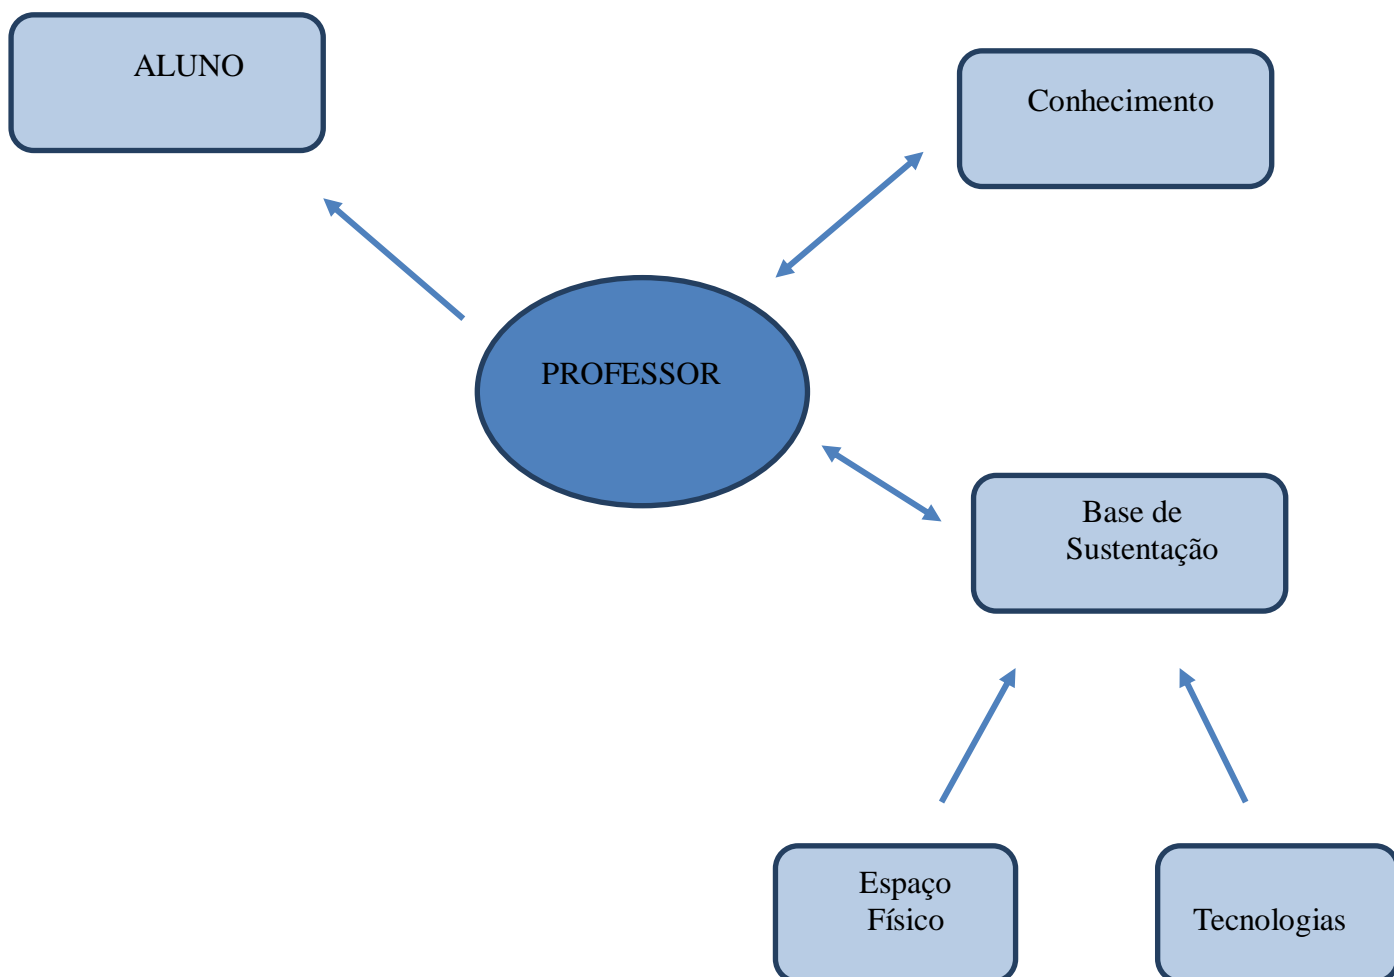 ALUNO
Conhecimento
PROFESSOR
Base de
Sustentação
Espaço
Físico
Tecnologias